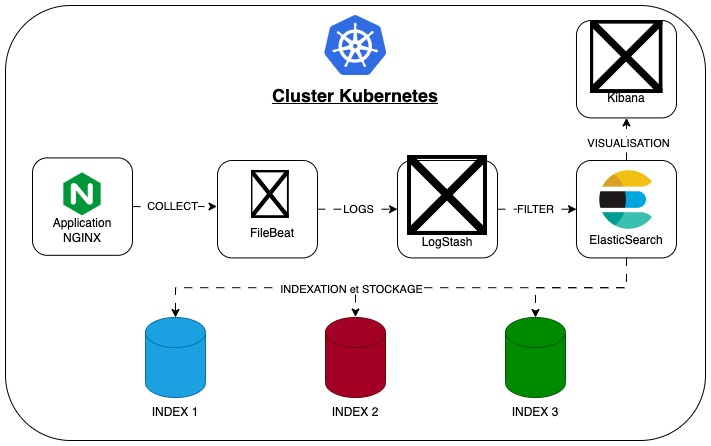 Cluster Kubernetes
Kibana
VISUALISATION
Application
NGINX
COLLECT
FileBeat
LOGS
LogStash
FILTER
ElasticSearch
INDEXATION et STOCKAGE
INDEX 1
INDEX 2
INDEX 3